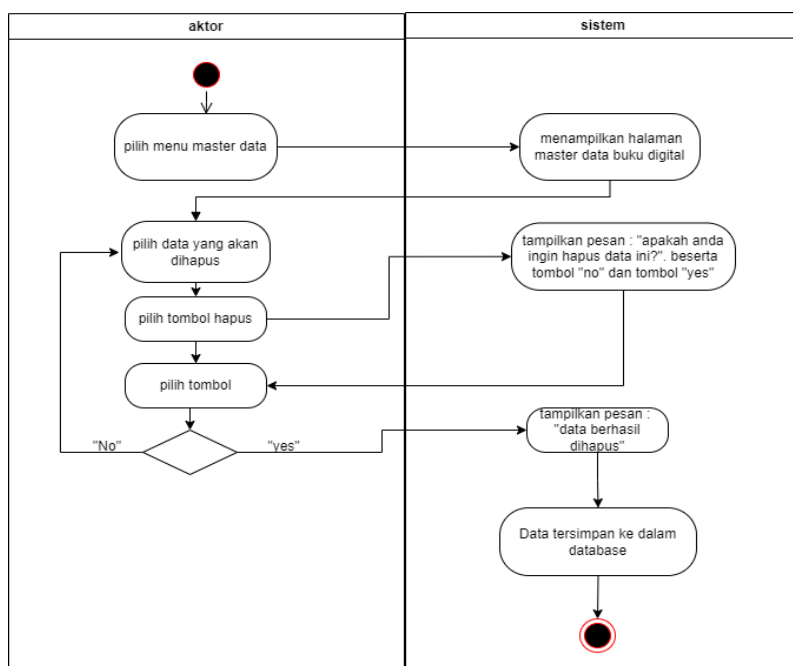 aktor
sistem
pilih menu master data
menampilkan halaman
master data buku digital
pilih data yang akan
dihapus
tampilkan pesan : "apakah anda
ingin hapus data ini?". beserta
tombol "no" dan tombol "yes"
pilih tombol hapus
pilih tombol
"No"
"yes"
tampilkan pesan :
"data berhasil
dihapus"
Data tersimpan ke dalam
database